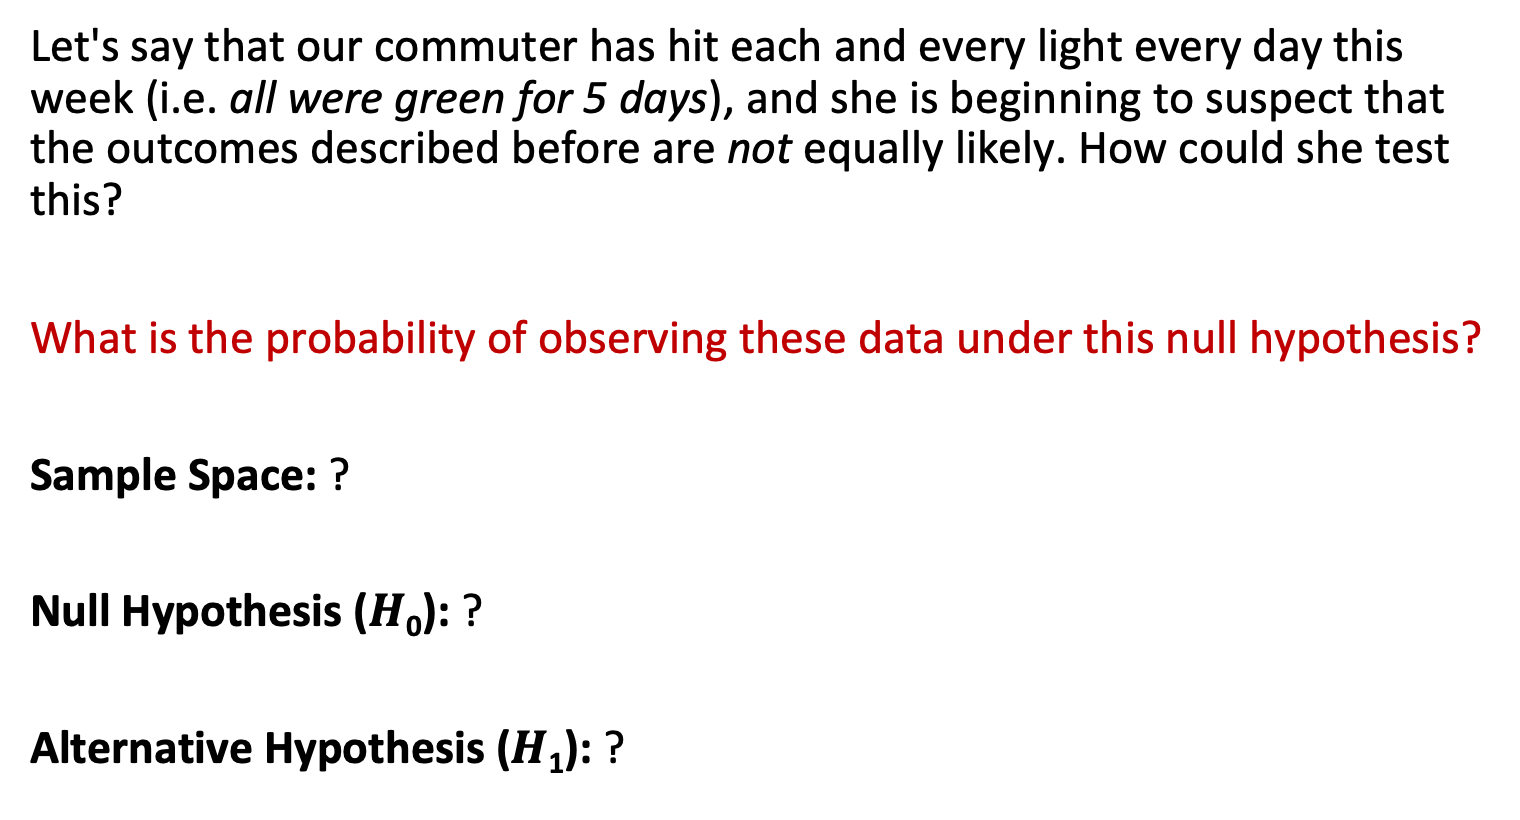 Let's say that our commuter has hit each and every light every day this
week (i.e. all were green for 5 days), and she is beginning to suspect that
the outcomes described before are not equally likely. How could she test
this?
What is the probability of observing these data under this null hypothesis?
Sample Space: ?
Null Hypothesis (H₀): ?
Alternative Hypothesis (H₁): ?